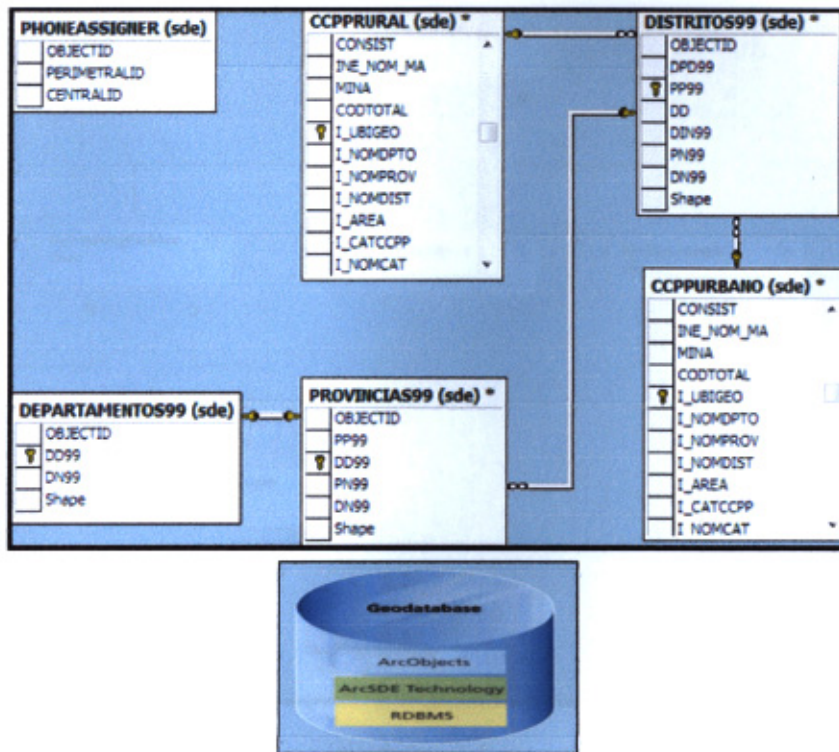 PHONEASSIGNER (sde)
OBJECTID
PERIMETRALID
CENTRALID
CCPPRURAL (sde) *
CONSIST
INE_NOM_MA
MINA
CODTOTAL
I_UBIGEO
I_NOMDPTO
I_NOMPROV
I_NOMDIST
I_AREA
I_CATCCPP
I_NOMCAT
DISTRITOS99 (sde) *
OBJECTID
DPD99
PP99
DD
DIN99
PN99
DN99
Shape
CCPPURBANO (sde) *
CONSIST
INE_NOM_MA
MINA
CODTOTAL
I_UBIGEO
I_NOMDPTO
I_NOMPROV
I_NOMDIST
I_AREA
I_CATCCPP
I_NOMCAT
DEPARTAMENTOS99 (sde)
OBJECTID
DD99
DN99
Shape
PROVINCIAS99 (sde) *
OBJECTID
PP99
DD99
PN99
DN99
Shape
Geodatabase
ArcObjects
ArcSDE Technology
RDBMS